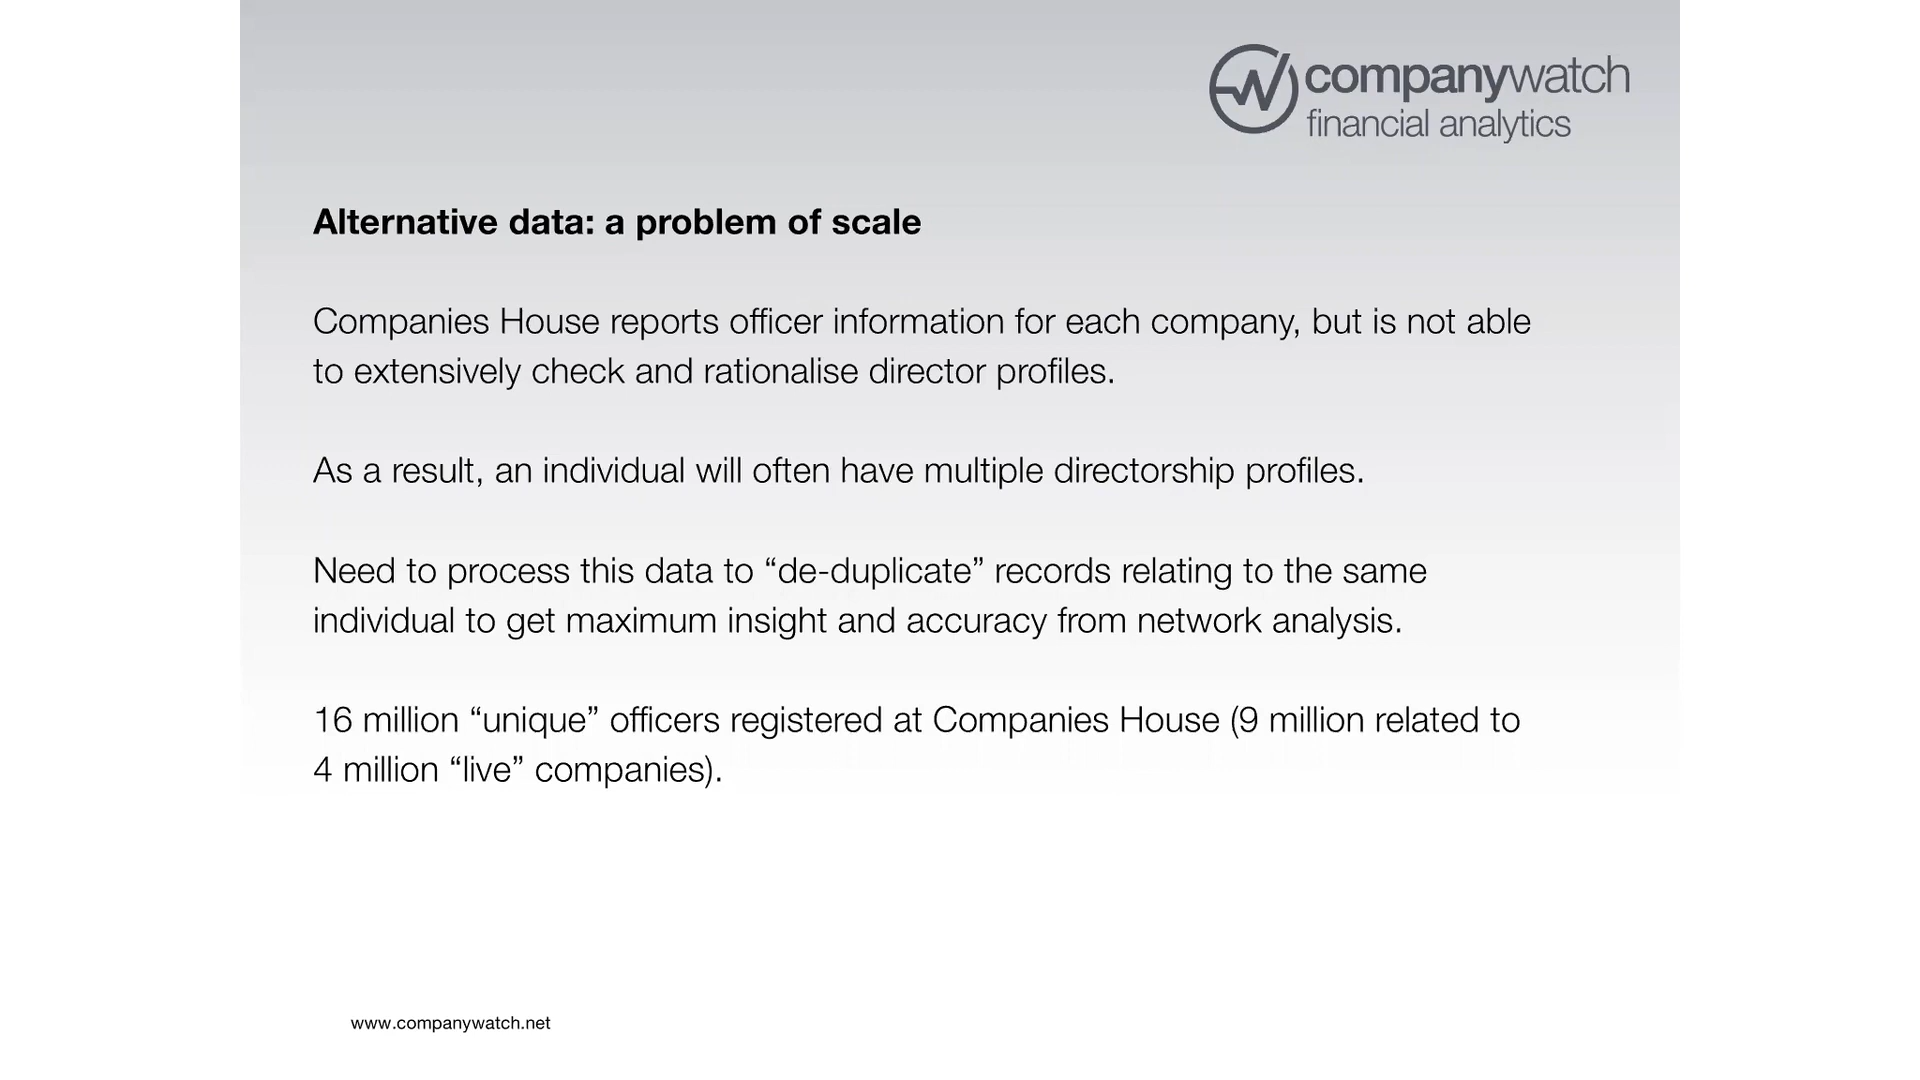 companywatch
financial analytics
Alternative data: a problem of scale
Companies House reports officer information for each company, but is not able
to extensively check and rationalise director profiles.
As a result, an individual will often have multiple directorship profiles.
Need to process this data to “de-duplicate” records relating to the same
individual to get maximum insight and accuracy from network analysis.
16 million “unique” officers registered at Companies House (9 million related to
4 million “live” companies).
www.companywatch.net